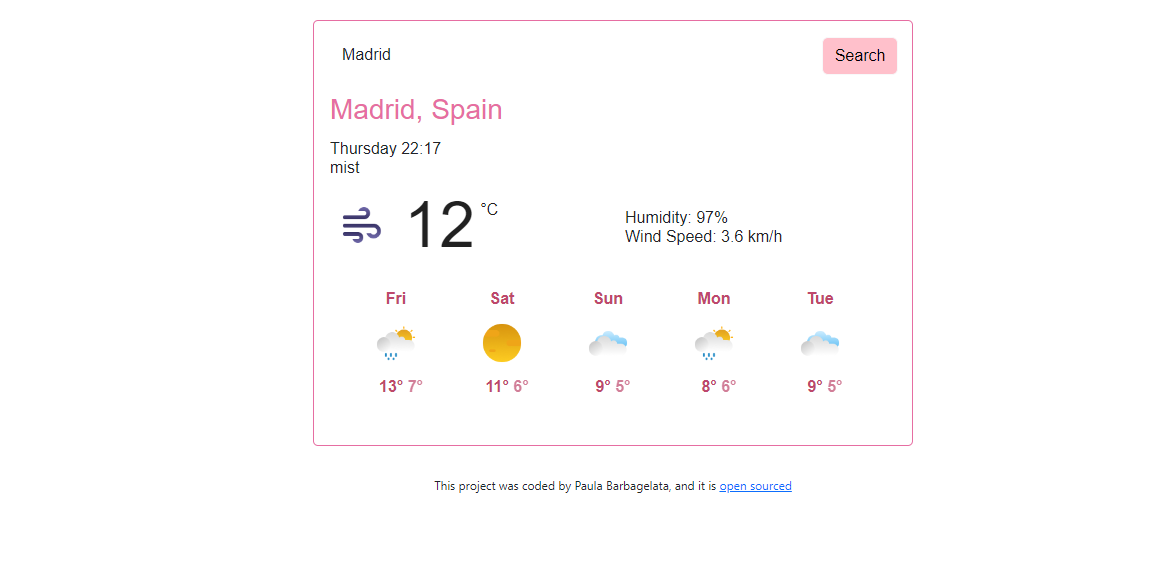 Madrid
Search
Madrid, Spain
Thursday 22:17
mist
12 °C
Humidity: 97%
Wind Speed: 3.6 km/h
Fri Sat Sun Mon Tue
13° 7° 11° 6° 9° 5° 8° 6° 9° 5°
This project was coded by Paula Barbagelata, and it is open sourced